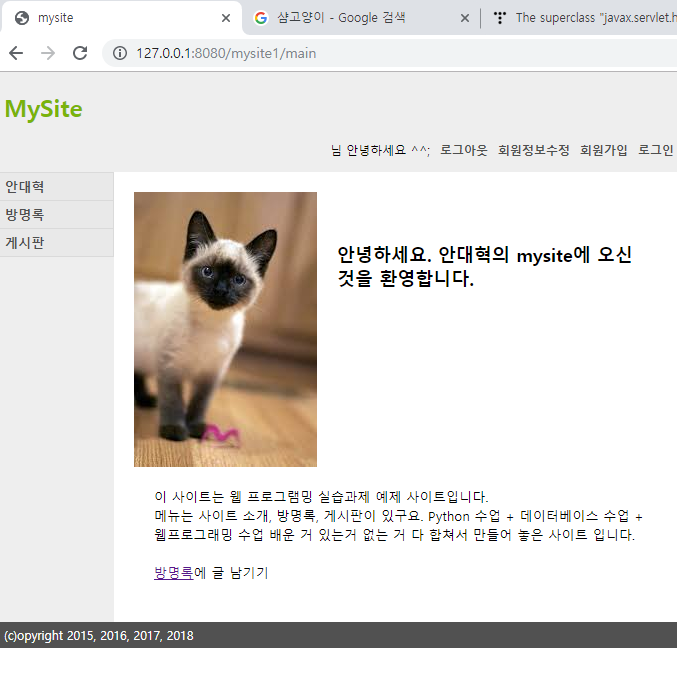 mysite
샴고양이 - Google 검색
The superclass "javax.servlet.h
127.0.0.1:8080/mysite1/main
MySite
님 안녕하세요 ^^; 로그아웃 회원정보수정 회원가입 로그인
안대혁
방명록
게시판
안녕하세요. 안대혁의 mysite에 오신
것을 환영합니다.
이 사이트는 웹 프로그램밍 실습과제 예제 사이트입니다.
메뉴는 사이트 소개, 방명록, 게시판이 있구요. Python 수업 + 데이터베이스 수업 +
웹프로그래밍 수업 배운 거 있는거 없는 거 다 합쳐서 만들어 놓은 사이트 입니다.
방명록에 글 남기기
(c)opyright 2015, 2016, 2017, 2018